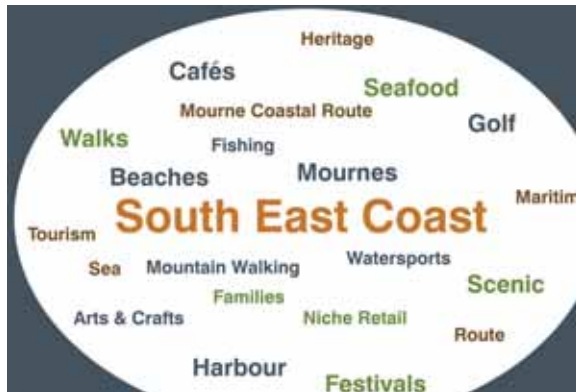 Heritage
Cafés
Seafood
Mourne Coastal Route
Golf
Walks
Fishing
Beaches
Mournes
Maritim
South East Coast
Tourism
Watersports
Sea
Mountain Walking
Scenic
Families
Arts & Crafts
Niche Retail
Route
Harbour
Festivals